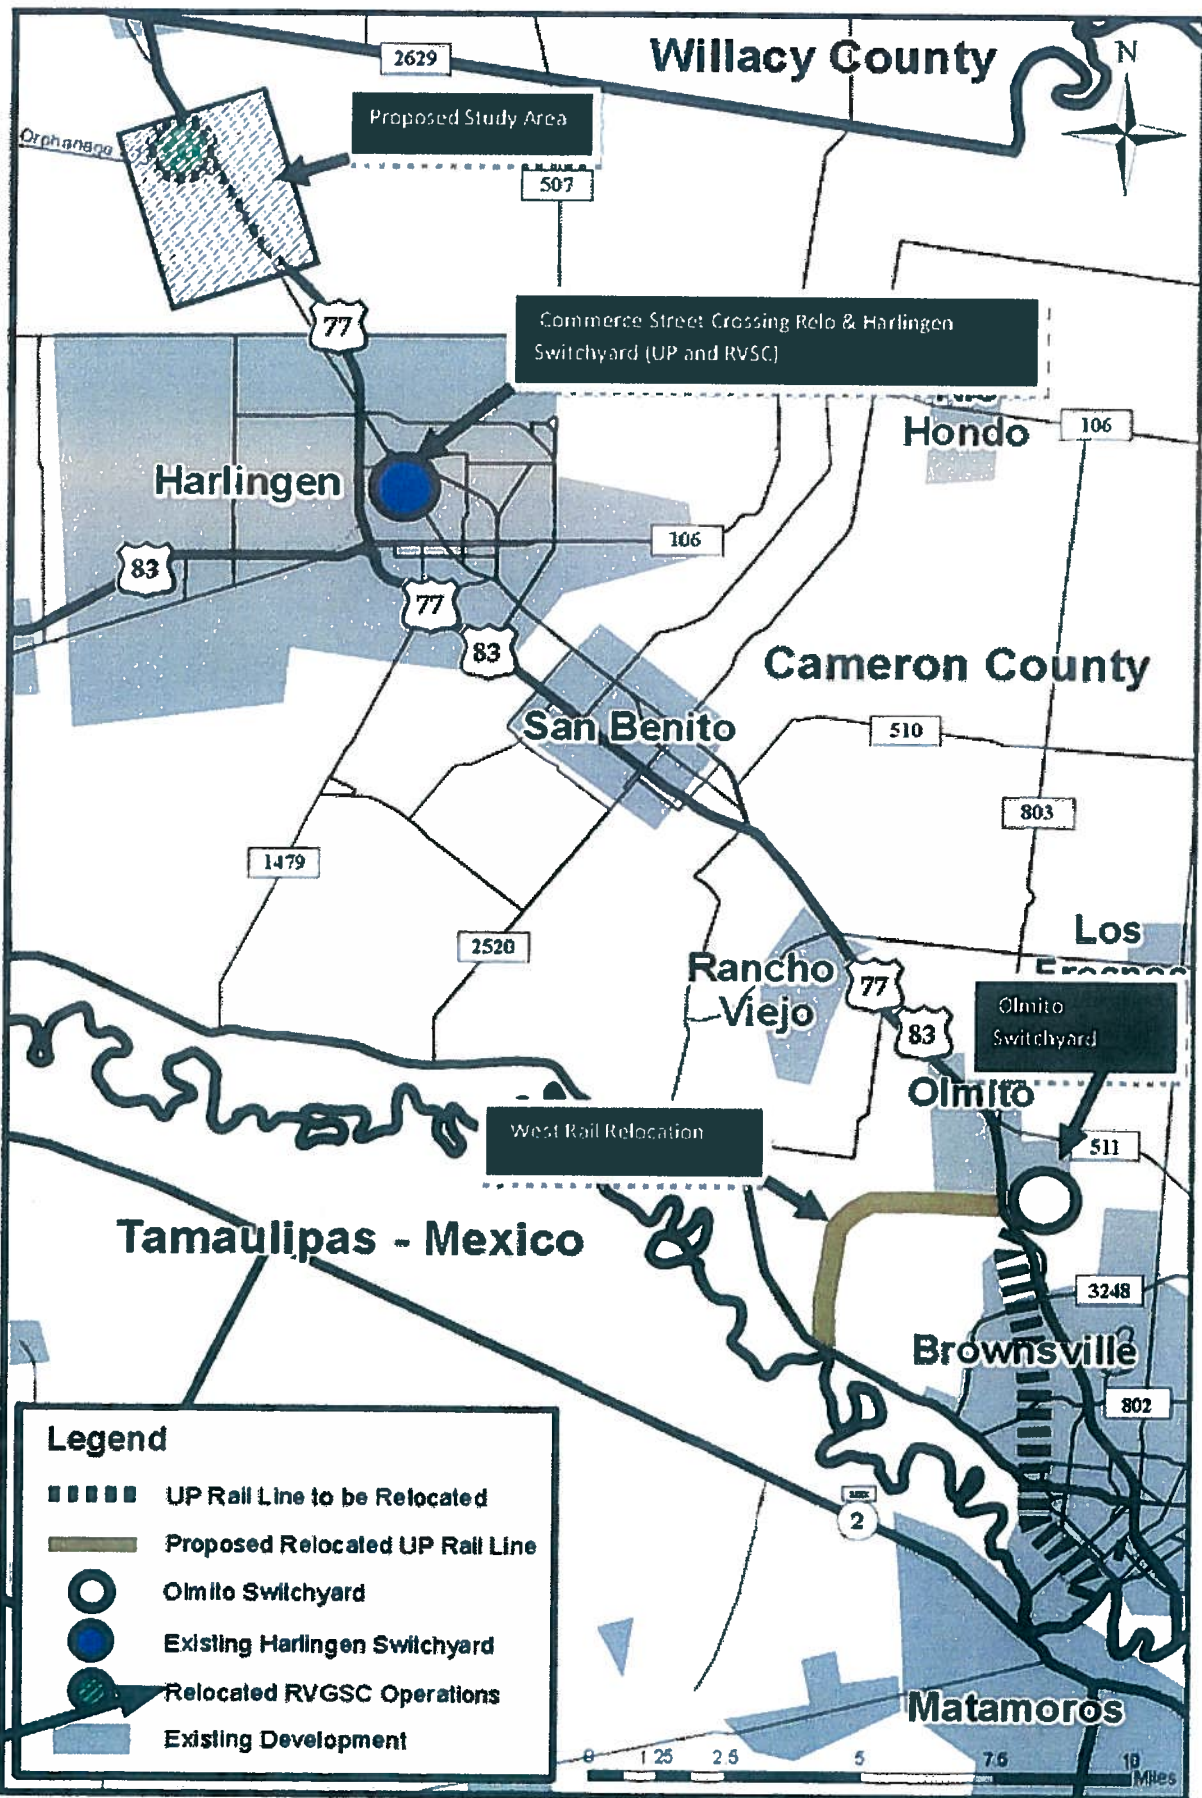 Willacy County
N
2629
Proposed Study Area
Orphanage
507
77
Commerce Street Crossing Relo & Harlingen
Switchyard (UP and RVSC)
Hondo
106
Harlingen
106
83
77
83
Cameron County
San Benito
510
803
1479
2520
Los
Rancho
Viejo
77
83
Olmito
Switchyard
Olmito
511
West Rail Relocation
Tamaulipas - Mexico
3248
Brownsville
802
2
Matamoros
Legend
UP Rail Line to be Relocated
Proposed Relocated UP Rail Line
Olmito Switchyard
Existing Harlingen Switchyard
Relocated RVGSC Operations
Existing Development
0 1.25 2.5 5 7.5 10
Miles